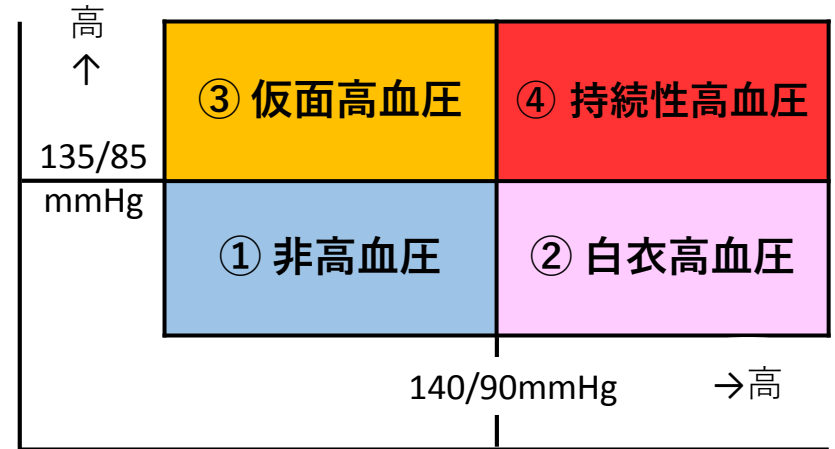 高
↑
③ 仮面高血圧
④ 持続性高血圧
135/85
mmHg
① 非高血圧
② 白衣高血圧
140/90mmHg
→高